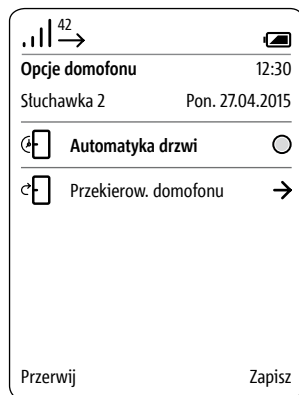 42
Opcje domofonu 12:30
Słuchawka 2 Pon. 27.04.2015
Automatyka drzwi
Przekierow. domofonu
Przerwij Zapisz